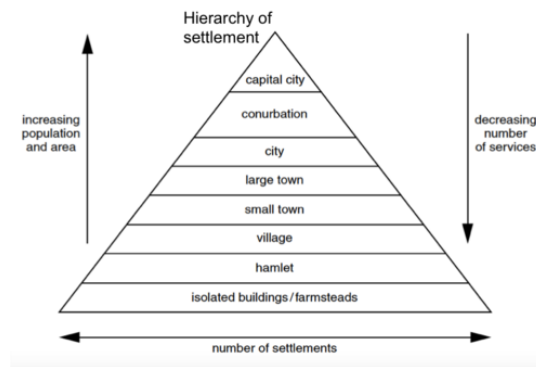 Hierarchy of
settlement
capital city
increasing
population
and area
conurbation
decreasing
number
of services
city
large town
small town
village
hamlet
isolated buildings/farmsteads
number of settlements